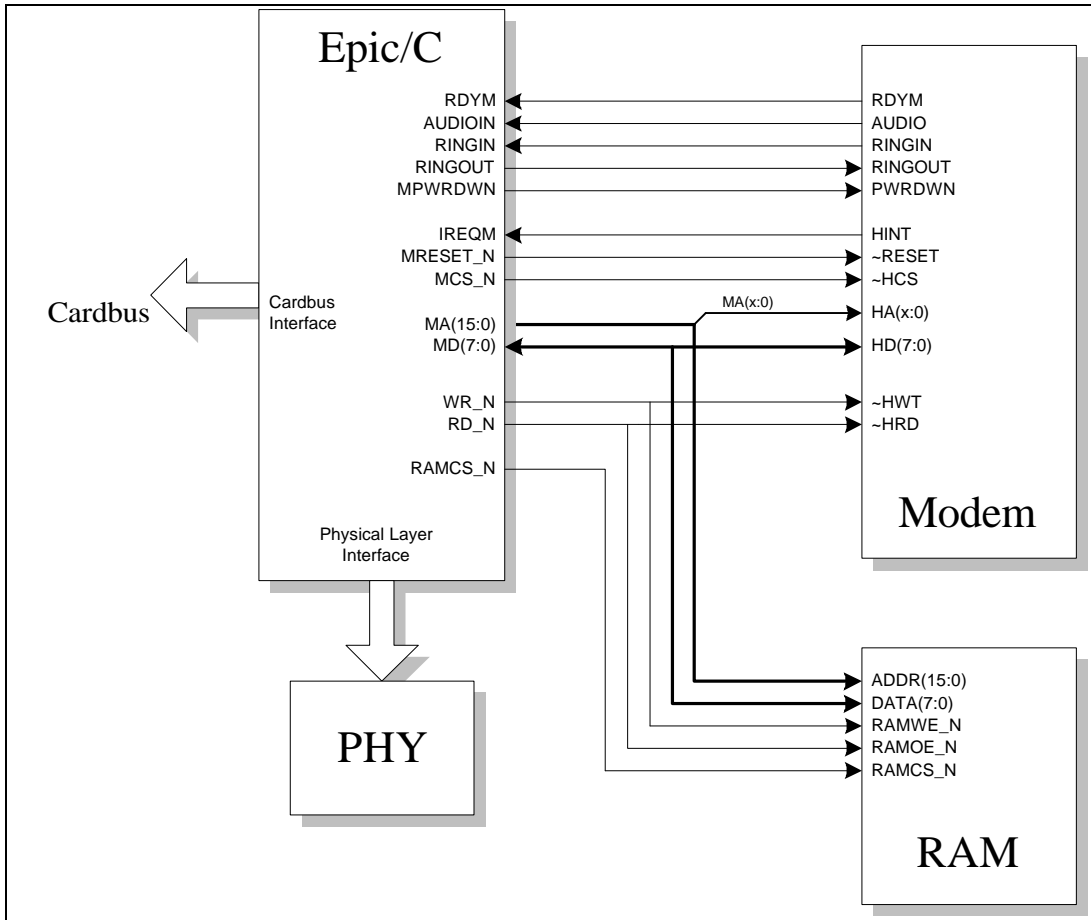 Epic/C
RDYM
AUDIOIN
RINGIN
RINGOUT
MPWRDWN
IREQM
MRESET_N
MCS_N
Cardbus
Cardbus
Interface
MA(15:0)
MD(7:0)
WR_N
RD_N
RAMCS_N
Physical Layer
Interface
MA(x:0)
RDYM
AUDIO
RINGIN
RINGOUT
PWRDWN
HINT
~RESET
~HCS
HA(x:0)
HD(7:0)
~HWT
~HRD
Modem
PHY
ADDR(15:0)
DATA(7:0)
RAMWE_N
RAMOE_N
RAMCS_N
RAM